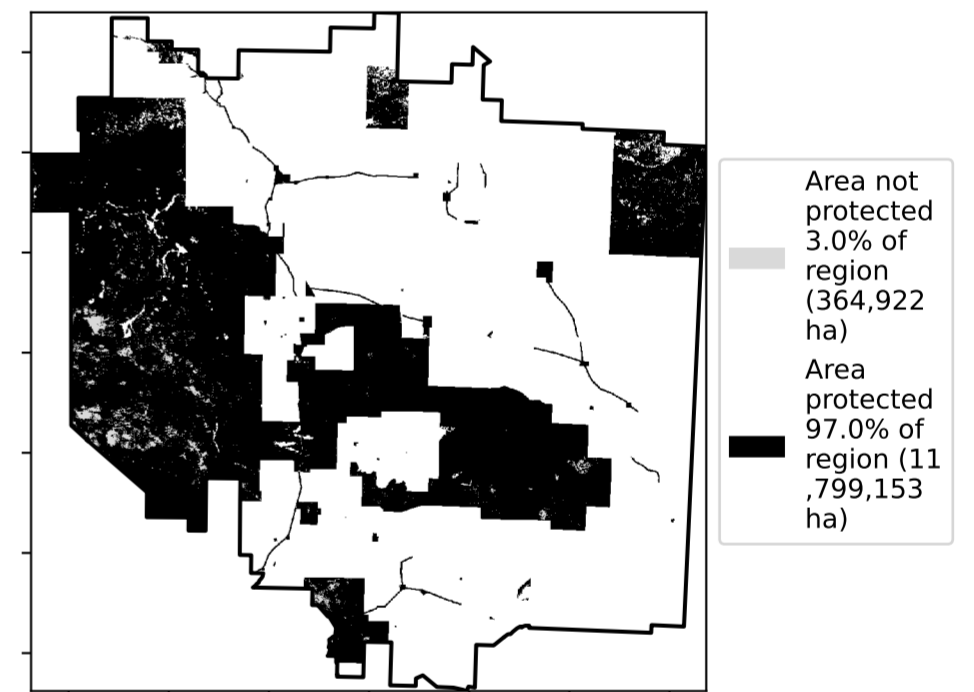 Area not
protected
3.0% of
region
(364,922
ha)
Area
protected
97.0% of
region (11
,799,153
ha)